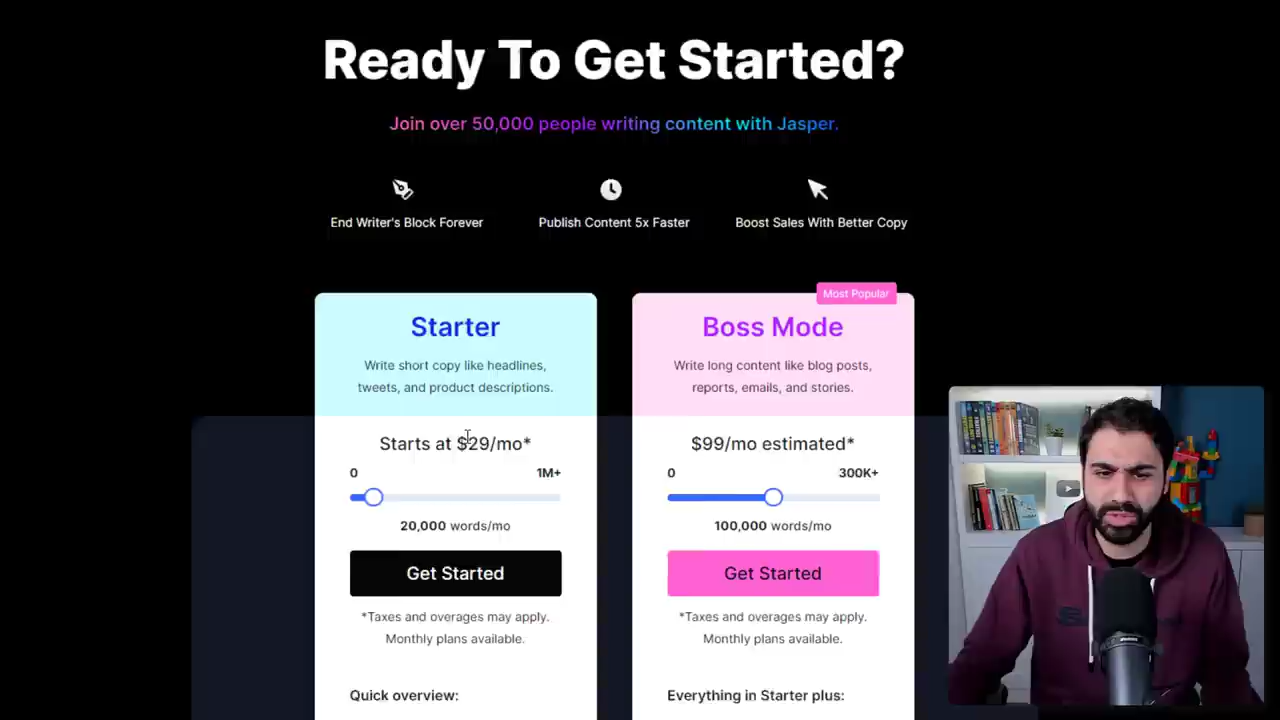 Ready To Get Started?
Join over 50,000 people writing content with Jasper.
End Writer's Block Forever
Publish Content 5x Faster
Boost Sales With Better Copy
Starter
Write short copy like headlines,
tweets, and product descriptions.
Starts at $29/mo*
0 1M+
20,000 words/mo
Get Started
*Taxes and overages may apply.
Monthly plans available.
Quick overview:
Most Popular
Boss Mode
Write long content like blog posts,
reports, emails, and stories.
$99/mo estimated*
0 300K+
100,000 words/mo
Get Started
*Taxes and overages may apply.
Monthly plans available.
Everything in Starter plus: